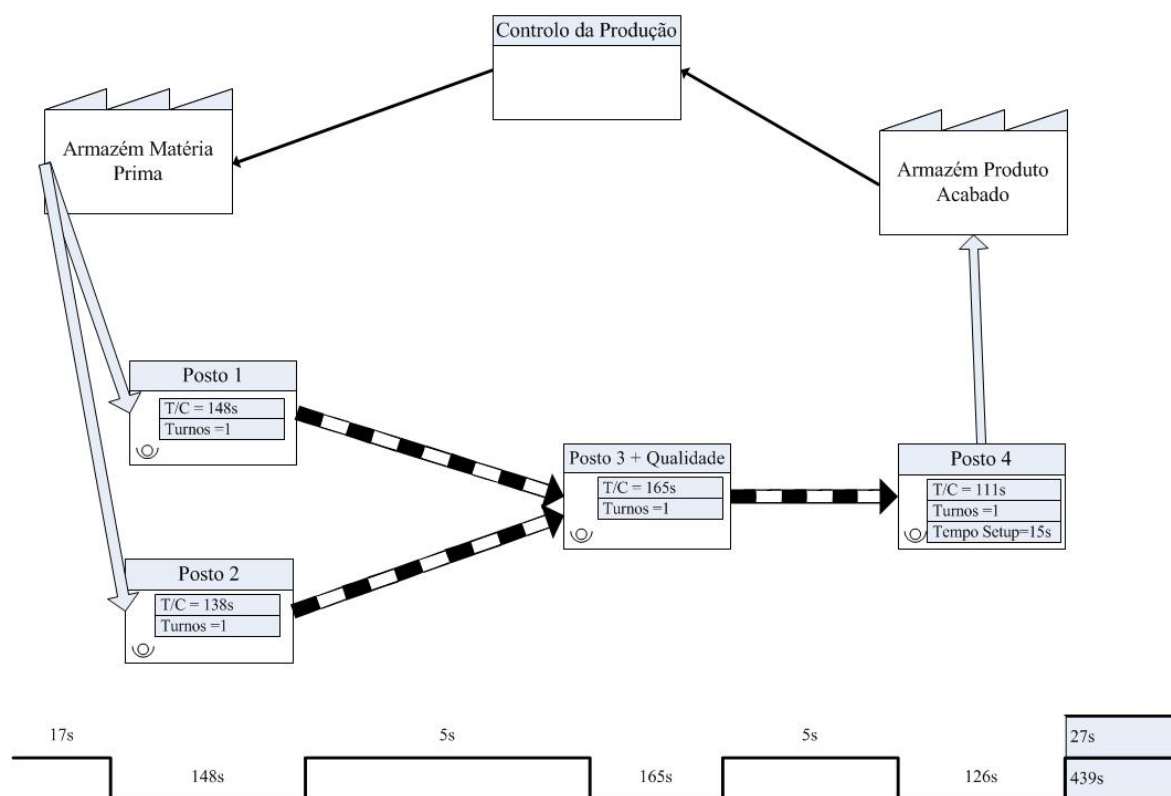 Controlo da Produção
Armazém Matéria
Prima
Armazém Produto
Acabado
Posto 1
T/C = 148s
Turnos =1
Posto 2
T/C = 138s
Turnos =1
Posto 3 + Qualidade
T/C = 165s
Turnos =1
Posto 4
T/C = 111s
Turnos =1
Tempo Setup=15s
17s
148s
5s
165s
5s
126s
27s
439s